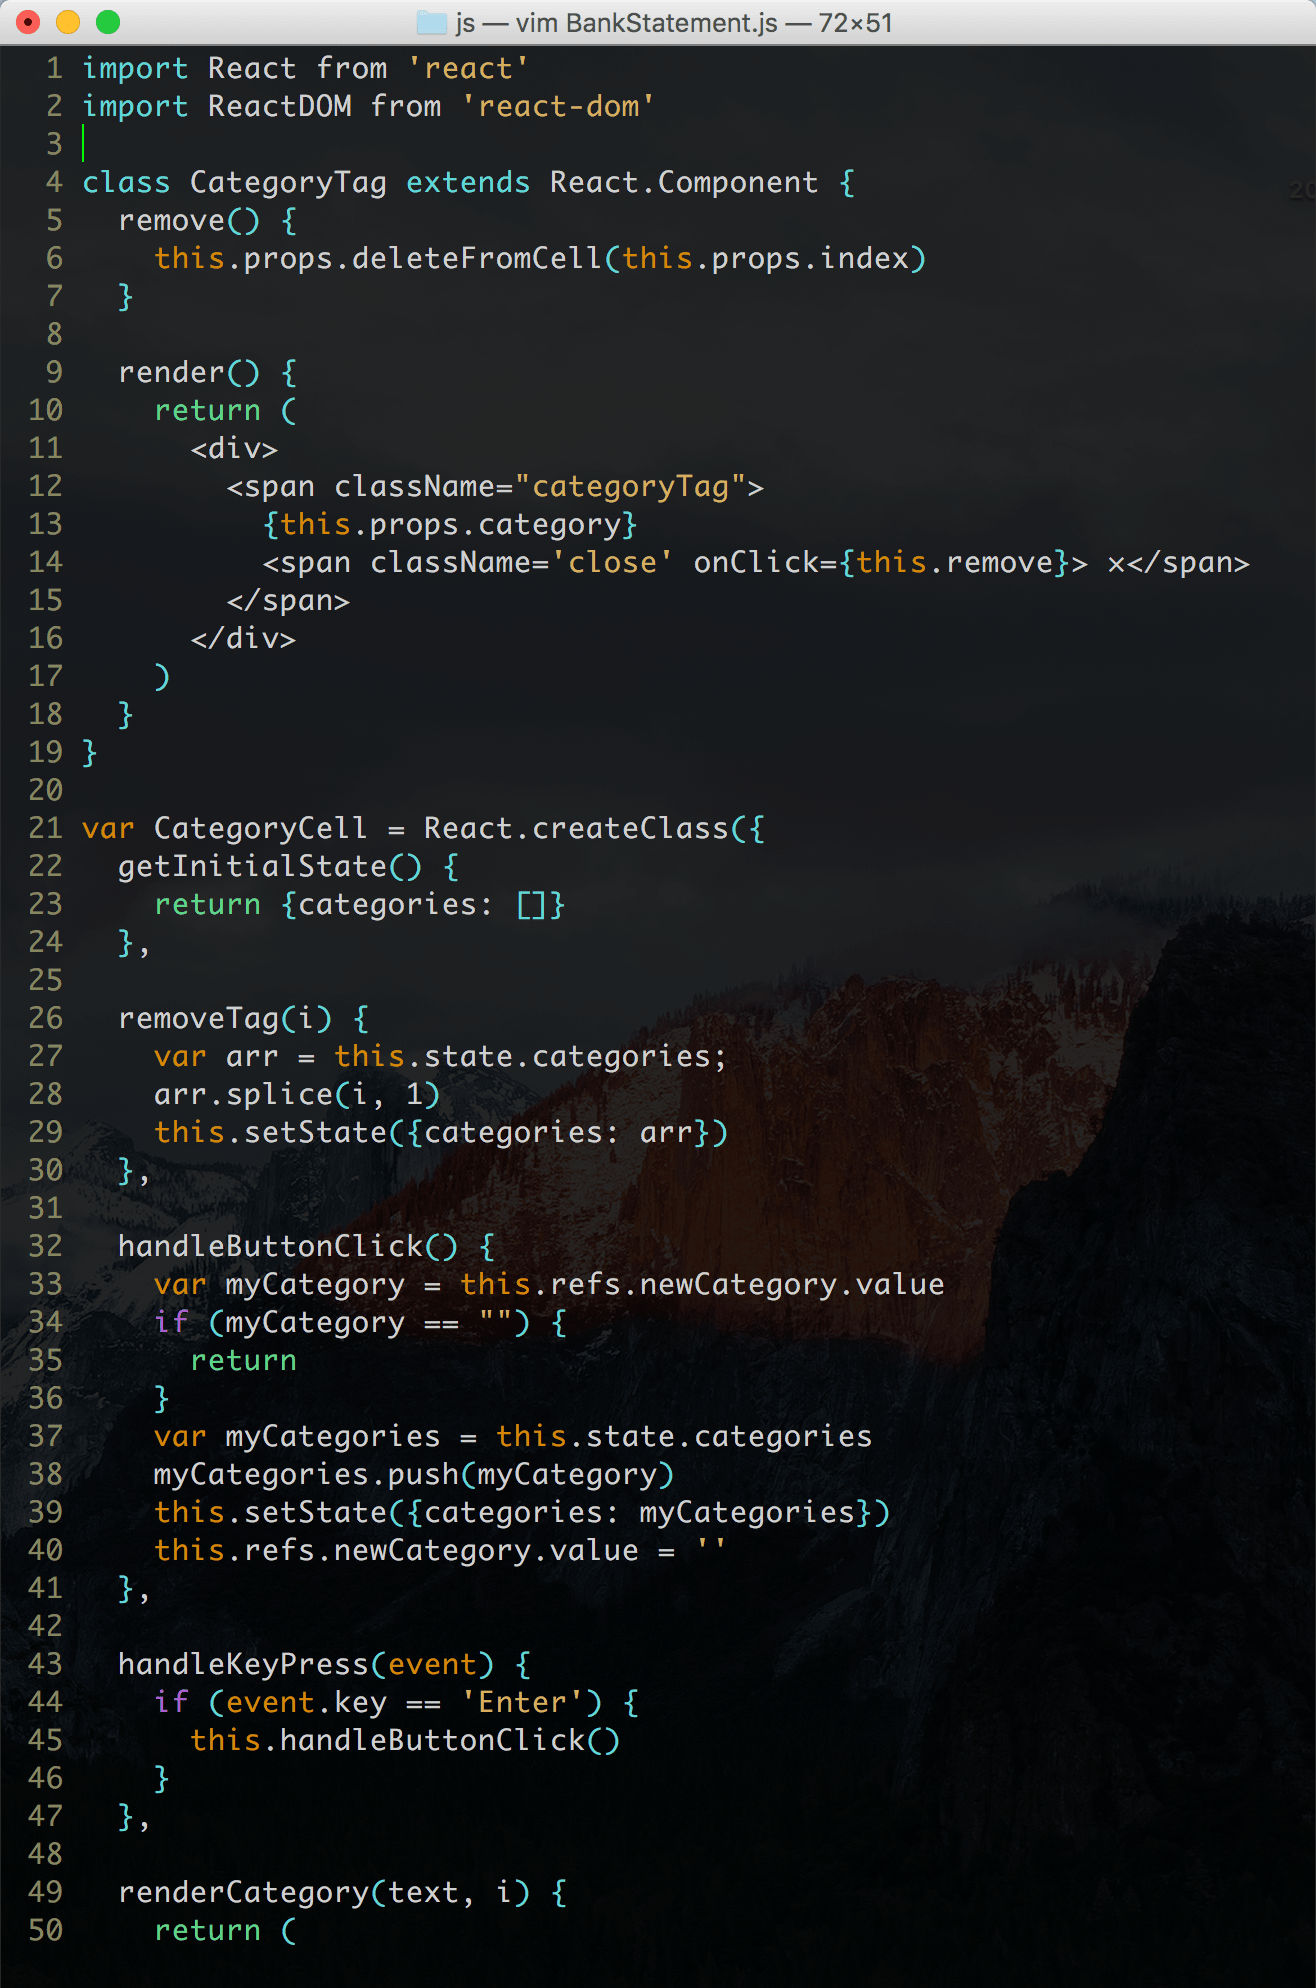 js — vim BankStatement.js — 72×51
1 import React from 'react'
2 import ReactDOM from 'react-dom'
3
4 class CategoryTag extends React.Component {
5   remove() {
6     this.props.deleteFromCell(this.props.index)
7   }
8
9   render() {
10     return (
11       <div>
12         <span className="categoryTag">
13           {this.props.category}
14           <span className='close' onClick={this.remove}> ×</span>
15         </span>
16       </div>
17     )
18   }
19 }
20
21 var CategoryCell = React.createClass({
22   getInitialState() {
23     return {categories: []}
24   },
25
26   removeTag(i) {
27     var arr = this.state.categories;
28     arr.splice(i, 1)
29     this.setState({categories: arr})
30   },
31
32   handleButtonClick() {
33     var myCategory = this.refs.newCategory.value
34     if (myCategory == "") {
35       return
36     }
37     var myCategories = this.state.categories
38     myCategories.push(myCategory)
39     this.setState({categories: myCategories})
40     this.refs.newCategory.value = ''
41   },
42
43   handleKeyPress(event) {
44     if (event.key == 'Enter') {
45       this.handleButtonClick()
46     }
47   },
48
49   renderCategory(text, i) {
50     return (